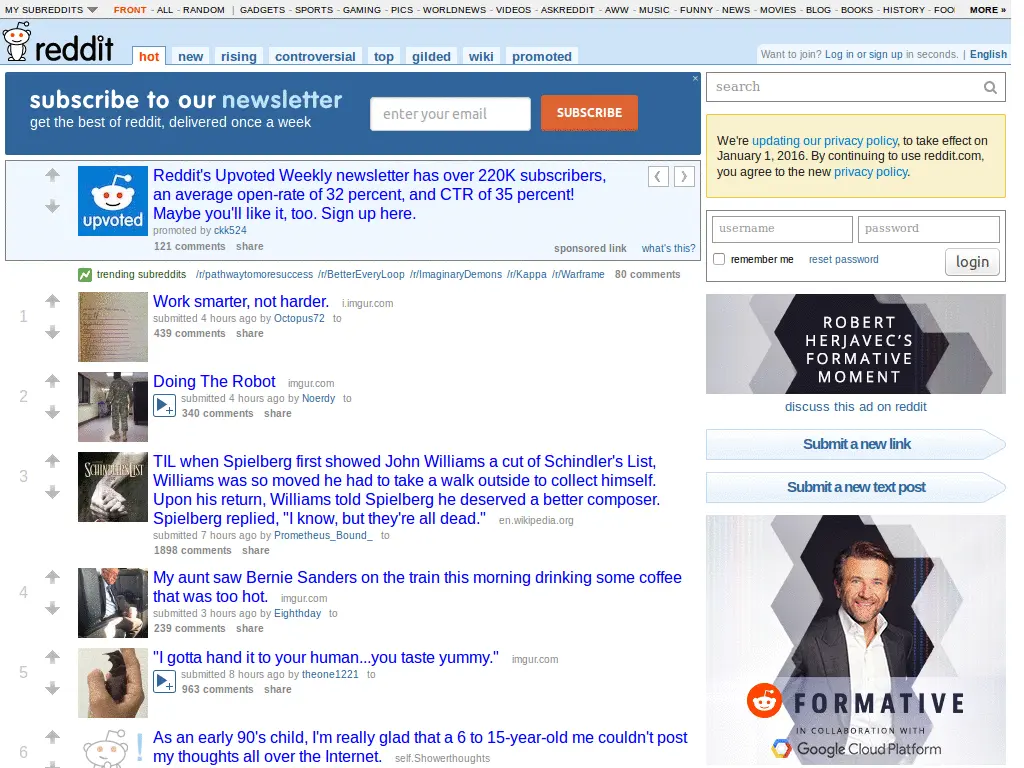 MY SUBREDDITS FRONT - ALL - RANDOM | GADGETS - SPORTS - GAMING - PICS - WORLDNEWS - VIDEOS - ASKREDDIT - AWW - MUSIC - FUNNY - NEWS - MOVIES - BLOG - BOOKS - HISTORY - FOO MORE »
reddit hot new rising controversial top gilded wiki promoted
Want to join? Log in or sign up in seconds. | English
subscribe to our newsletter
get the best of reddit, delivered once a week
enter your email
SUBSCRIBE
×
Reddit's Upvoted Weekly newsletter has over 220K subscribers,
an average open-rate of 32 percent, and CTR of 35 percent!
Maybe you'll like it, too. Sign up here.
upvoted
promoted by ckk524
121 comments share
sponsored link what's this?
trending subreddits /r/pathwaytomoresuccess /r/BetterEveryLoop /r/ImaginaryDemons /r/Kappa /r/Warframe 80 comments
1
Work smarter, not harder. i.imgur.com
submitted 4 hours ago by Octopus72 to
439 comments share
2
Doing The Robot imgur.com
submitted 4 hours ago by Noerdy to
340 comments share
3
SCHINDLER'S LIST
TIL when Spielberg first showed John Williams a cut of Schindler's List,
Williams was so moved he had to take a walk outside to collect himself.
Upon his return, Williams told Spielberg he deserved a better composer.
Spielberg replied, "I know, but they're all dead." en.wikipedia.org
submitted 7 hours ago by Prometheus_Bound_ to
1898 comments share
4
My aunt saw Bernie Sanders on the train this morning drinking some coffee
that was too hot. imgur.com
submitted 3 hours ago by Eighthday to
239 comments share
5
"I gotta hand it to your human...you taste yummy." imgur.com
submitted 8 hours ago by theone1221 to
963 comments share
6
As an early 90's child, I'm really glad that a 6 to 15-year-old me couldn't post
my thoughts all over the Internet. self.Showerthoughts
search
We're updating our privacy policy, to take effect on
January 1, 2016. By continuing to use reddit.com,
you agree to the new privacy policy.
username password
remember me reset password login
ROBERT
HERJAVEC'S
FORMATIVE
MOMENT
discuss this ad on reddit
Submit a new link
Submit a new text post
FORMATIVE
IN COLLABORATION WITH
Google Cloud Platform